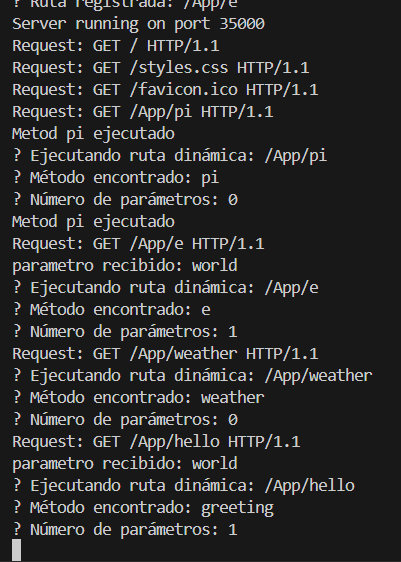 ? Ruta registrada: /App/e
Server running on port 35000
Request: GET / HTTP/1.1
Request: GET /styles.css HTTP/1.1
Request: GET /favicon.ico HTTP/1.1
Request: GET /App/pi HTTP/1.1
Metod pi ejecutado
? Ejecutando ruta dinámica: /App/pi
? Método encontrado: pi
? Número de parámetros: 0
Metod pi ejecutado
Request: GET /App/e HTTP/1.1
parametro recibido: world
? Ejecutando ruta dinámica: /App/e
? Método encontrado: e
? Número de parámetros: 1
Request: GET /App/weather HTTP/1.1
? Ejecutando ruta dinámica: /App/weather
? Método encontrado: weather
? Número de parámetros: 0
Request: GET /App/hello HTTP/1.1
parametro recibido: world
? Ejecutando ruta dinámica: /App/hello
? Método encontrado: greeting
? Número de parámetros: 1